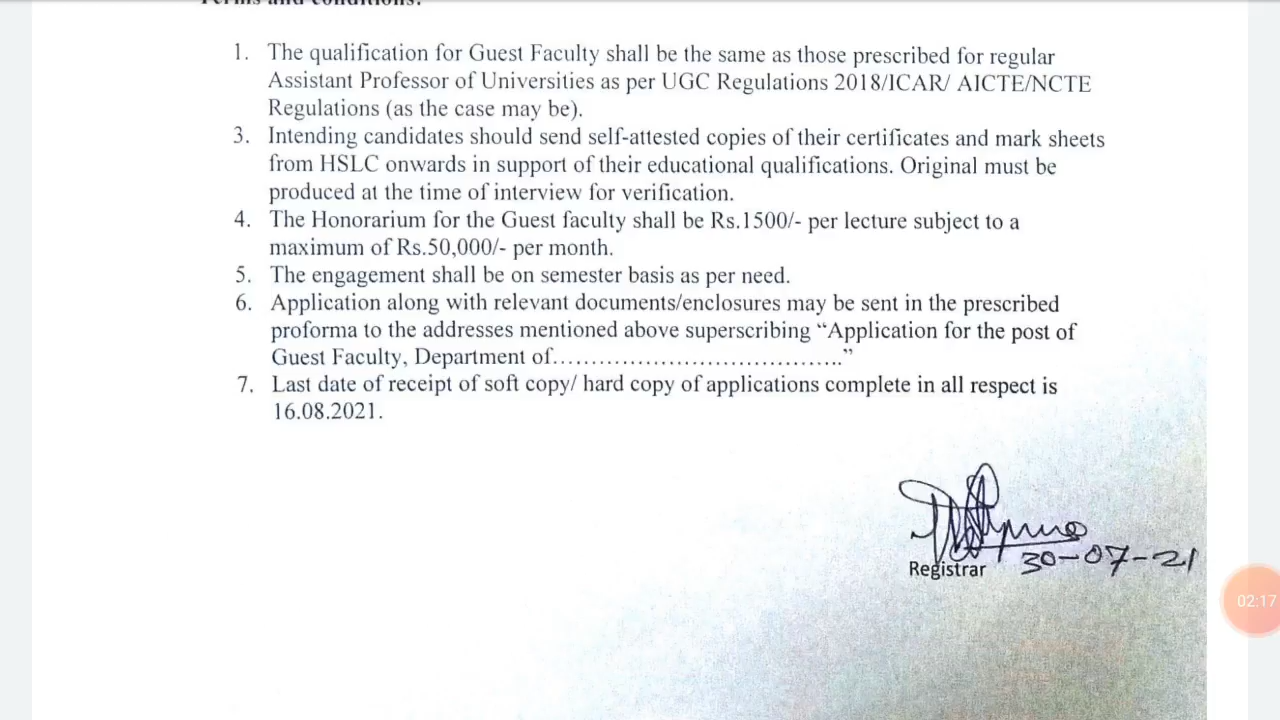 Terms and conditions:
1. The qualification for Guest Faculty shall be the same as those prescribed for regular
Assistant Professor of Universities as per UGC Regulations 2018/ICAR/ AICTE/NCTE
Regulations (as the case may be).
3. Intending candidates should send self-attested copies of their certificates and mark sheets
from HSLC onwards in support of their educational qualifications. Original must be
produced at the time of interview for verification.
4. The Honorarium for the Guest faculty shall be Rs.1500/- per lecture subject to a
maximum of Rs.50,000/- per month.
5. The engagement shall be on semester basis as per need.
6. Application along with relevant documents/enclosures may be sent in the prescribed
proforma to the addresses mentioned above superscribing “Application for the post of
Guest Faculty, Department of......................................”
7. Last date of receipt of soft copy/ hard copy of applications complete in all respect is
16.08.2021.
Registrar 30-07-21
02:17